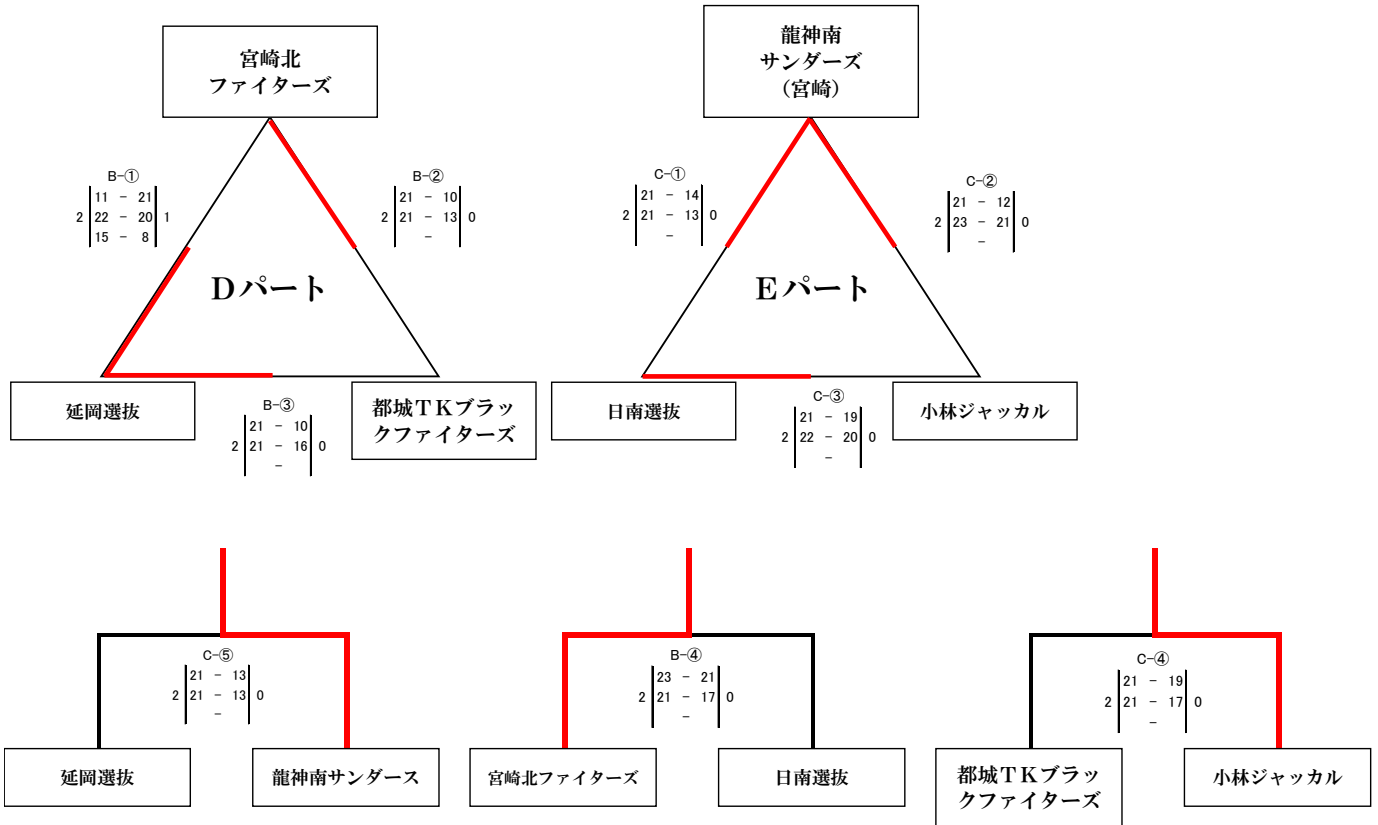 宮崎北
ファイターズ
龍神南
サンダーズ
（宮崎）
B-①
11 － 21
2 22 － 20 1
15 － 8
B-②
21 － 10
2 21 － 13 0
－
C-①
21 － 14
2 21 － 13 0
－
C-②
21 － 12
2 23 － 21 0
－
Dパート
Eパート
延岡選抜
都城ＴＫブラッ
クファイターズ
日南選抜
小林ジャッカル
B-③
21 － 10
2 21 － 16 0
－
C-③
21 － 19
2 22 － 20 0
－
C-⑤
21 － 13
2 21 － 13 0
－
B-④
23 － 21
2 21 － 17 0
－
C-④
21 － 19
2 21 － 17 0
－
延岡選抜
龍神南サンダース
宮崎北ファイターズ
日南選抜
都城ＴＫブラッ
クファイターズ
小林ジャッカル